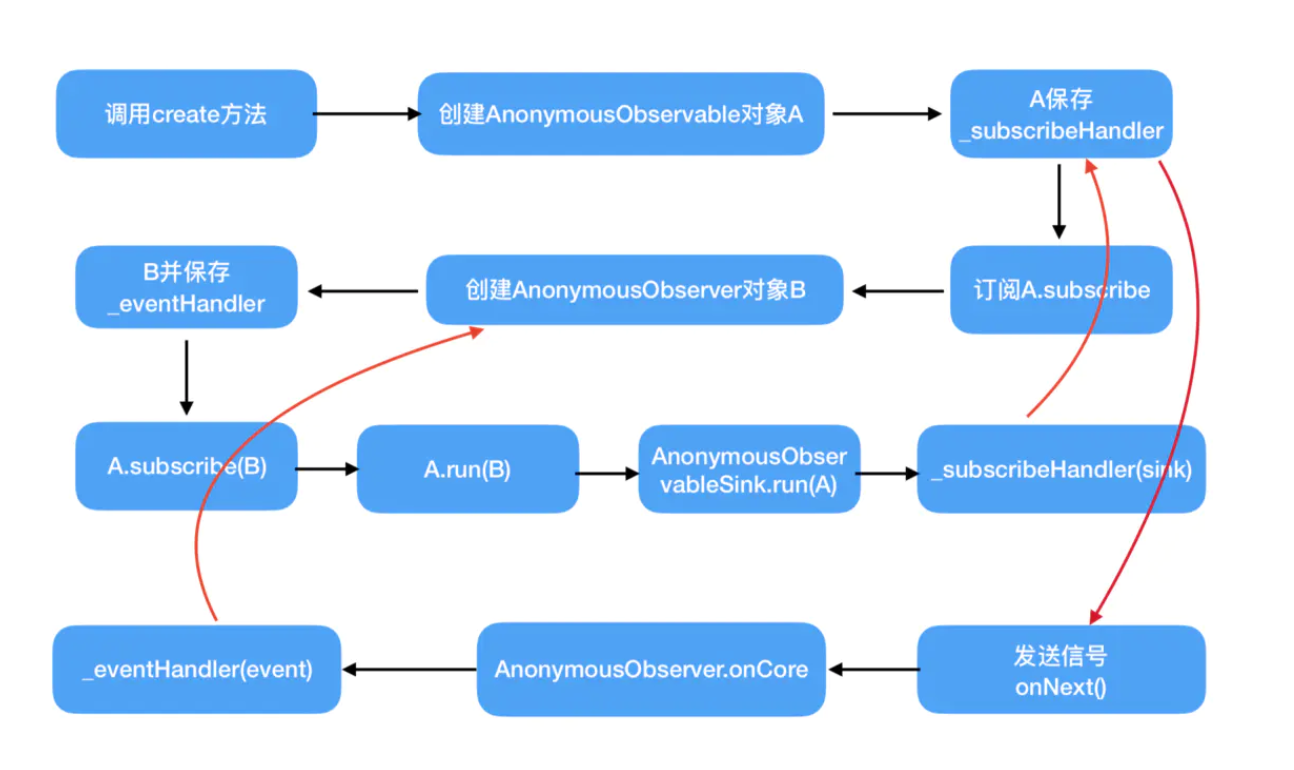 调用create方法
创建AnonymousObservable对象A
A保存
_subscribeHandler
订阅A.subscribe
创建AnonymousObserver对象B
B并保存
_eventHandler
A.subscribe(B)
A.run(B)
AnonymousObser
vableSink.run(A)
_subscribeHandler(sink)
发送信号
onNext()
AnonymousObserver.onCore
_eventHandler(event)